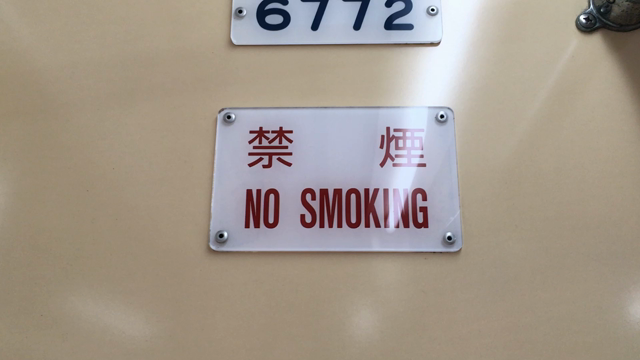 6772
禁 煙
NO SMOKING